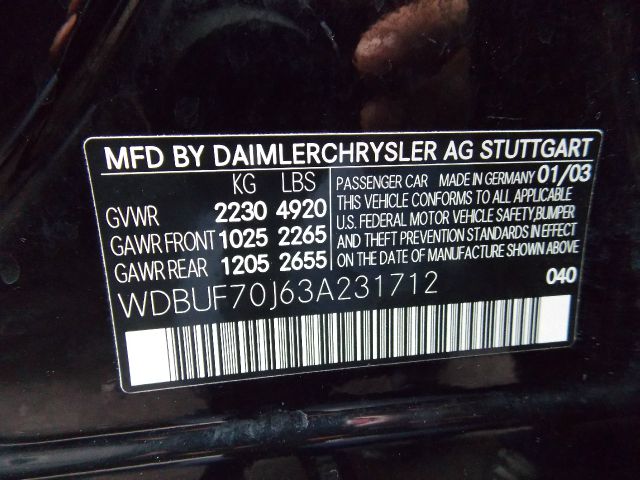 MFD BY DAIMLERCHRYSLER AG STUTTGART
KG LBS
GVWR 2230 4920
GAWR FRONT 1025 2265
GAWR REAR 1205 2655
PASSENGER CAR MADE IN GERMANY 01/03
THIS VEHICLE CONFORMS TO ALL APPLICABLE
U.S. FEDERAL MOTOR VEHICLE SAFETY,BUMPER
AND THEFT PREVENTION STANDARDS IN EFFECT
ON THE DATE OF MANUFACTURE SHOWN ABOVE
040
WDBUF70J63A231712